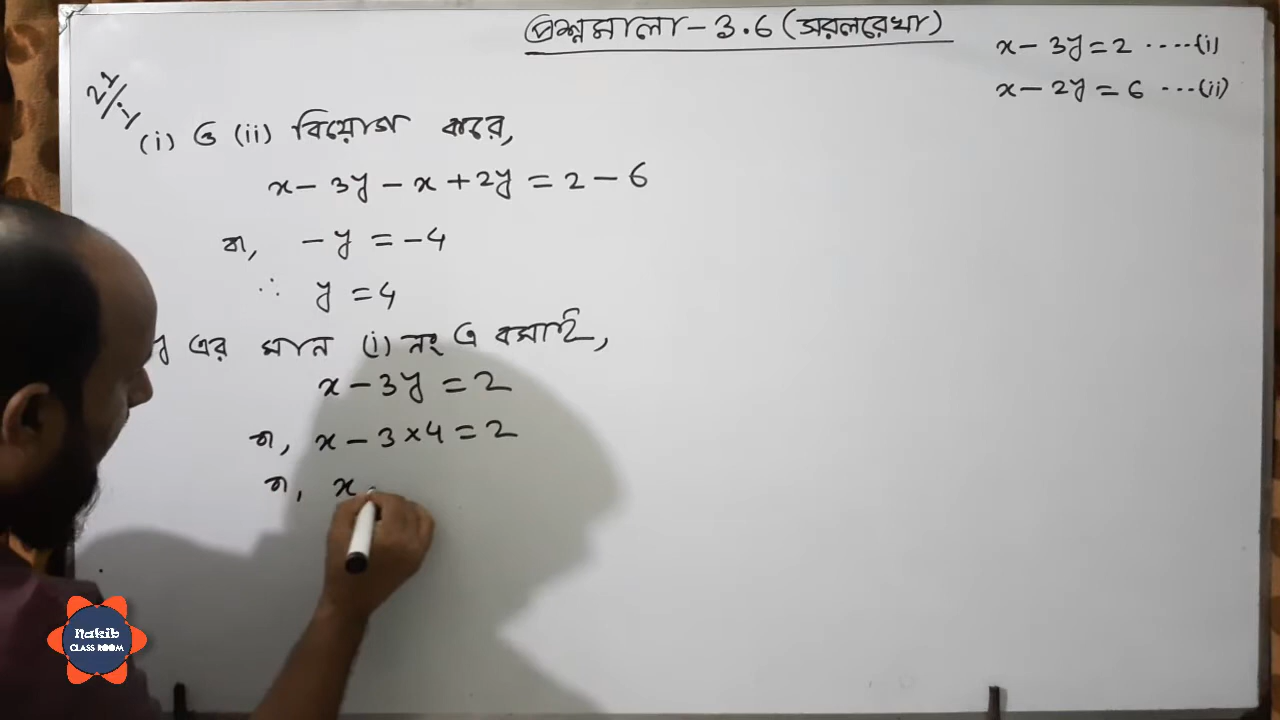 প্রশ্নমালা - 3.6 (সরলরেখা)
x - 3y = 2 ....(i)
x - 2y = 6 ...(ii)
(i) ও (ii) বিয়োগ করে,
x - 3y - x + 2y = 2 - 6
বা, - y = - 4
∴ y = 4
y এর মান (i) নং এ বসাই,
x - 3y = 2
বা, x - 3 × 4 = 2
বা, x
Nakib
CLASS ROOM